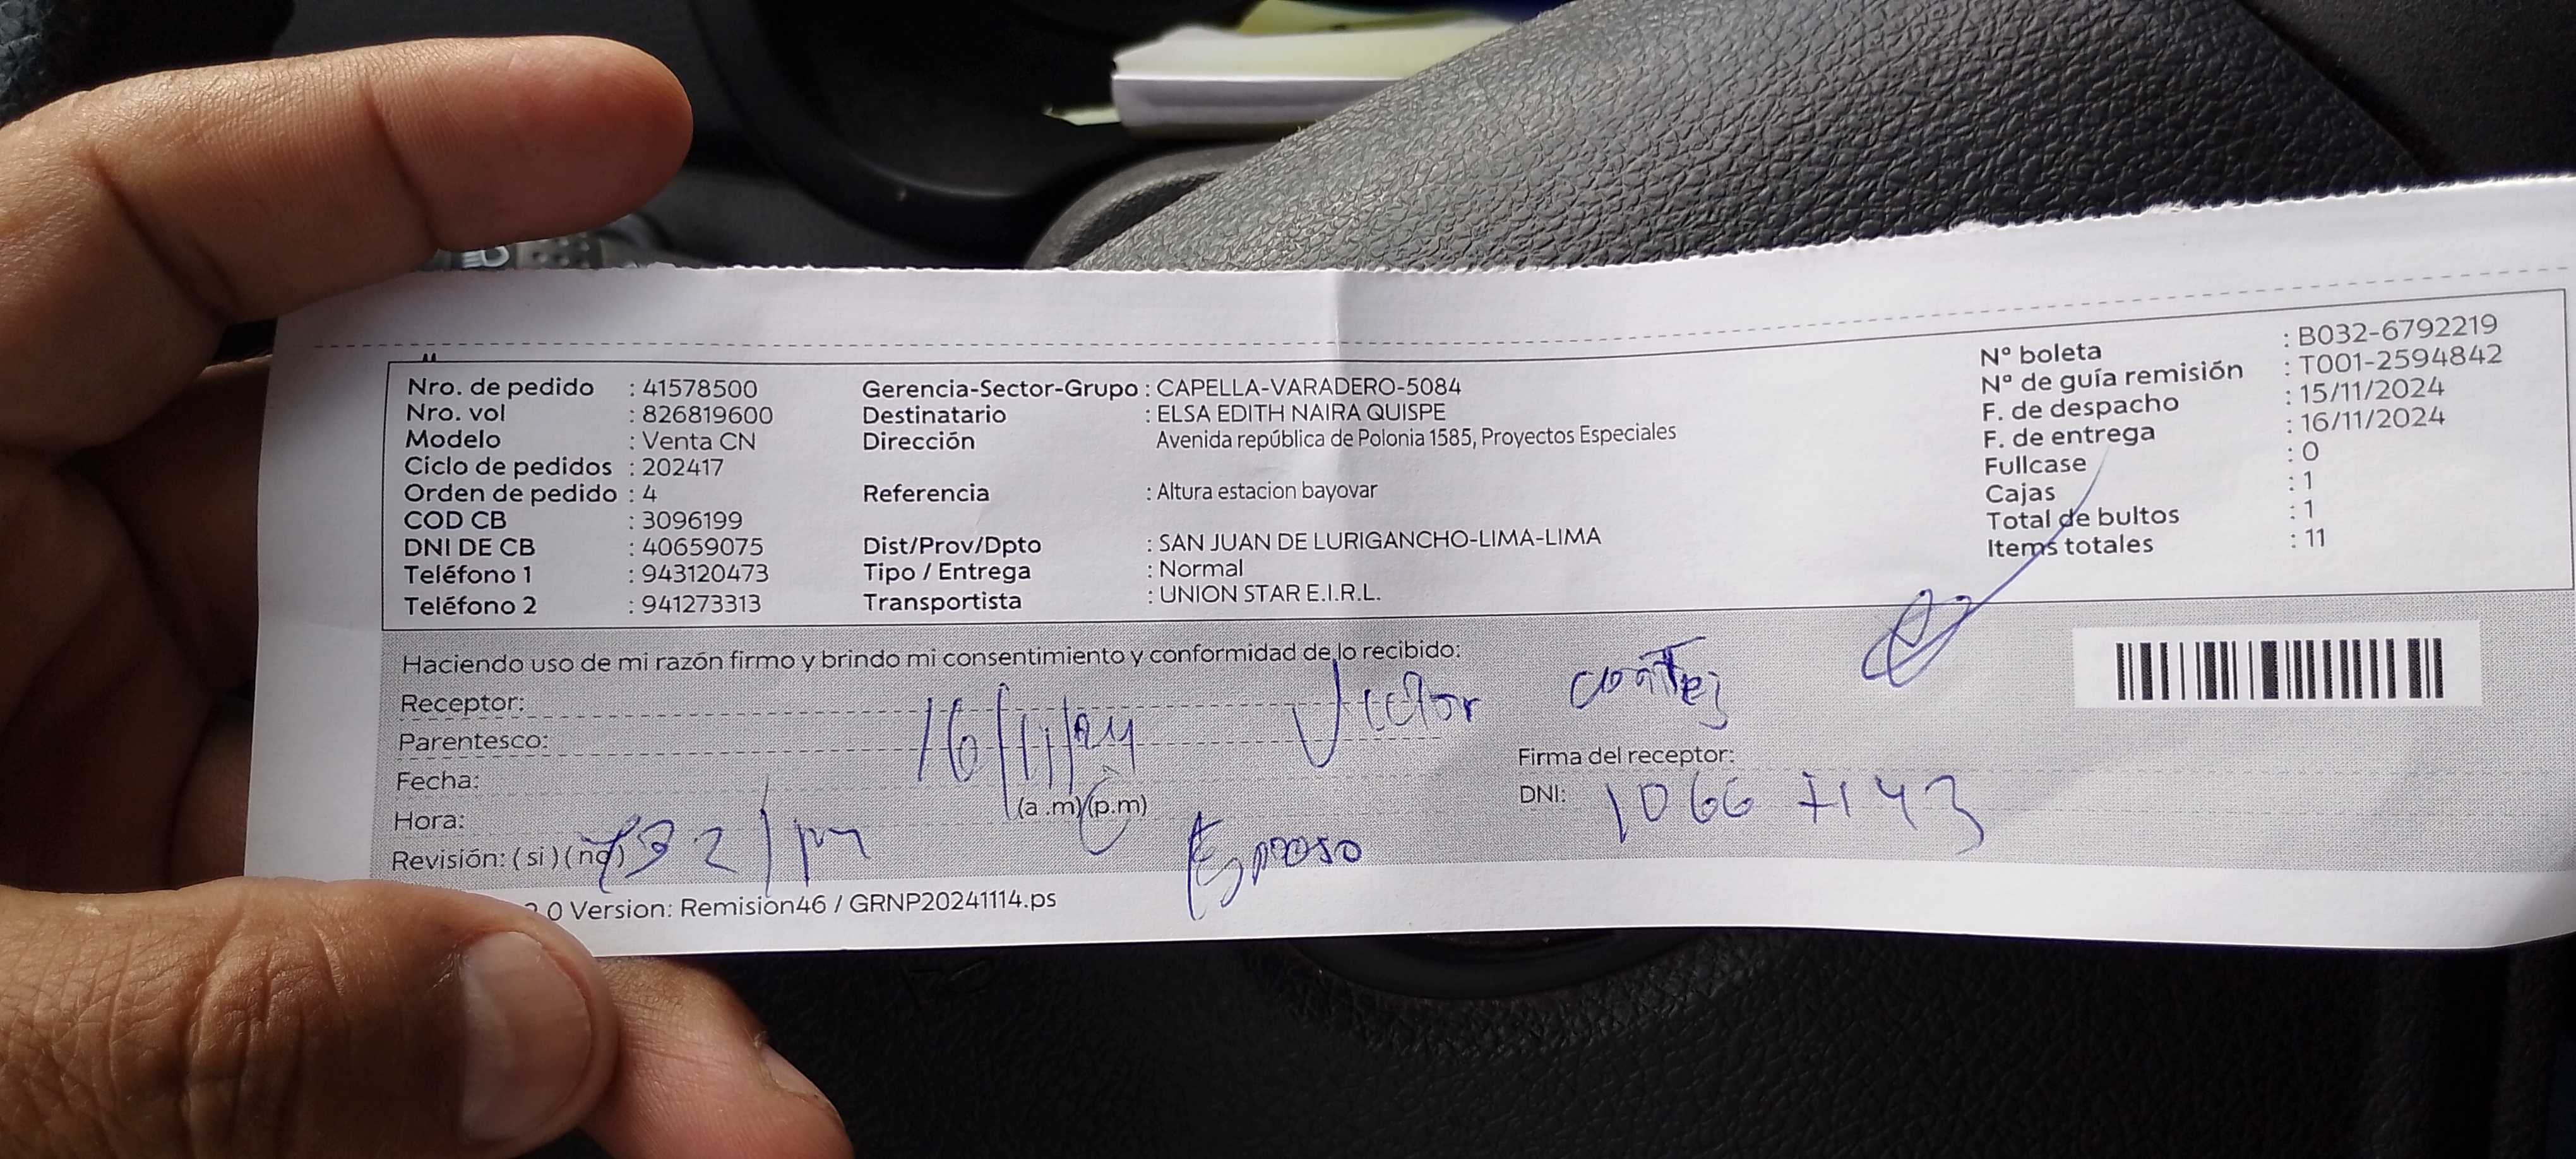 Nro. de pedido : 41578500
Nro. vol : 826819600
Modelo : Venta CN
Ciclo de pedidos : 202417
Orden de pedido : 4
COD CB : 3096199
DNI DE CB : 40659075
Teléfono 1 : 943120473
Teléfono 2 : 941273313
Gerencia-Sector-Grupo : CAPELLA-VARADERO-5084
Destinatario : ELSA EDITH NAIRA QUISPE
Dirección Avenida república de Polonia 1585, Proyectos Especiales
Referencia : Altura estacion bayovar
Dist/Prov/Dpto : SAN JUAN DE LURIGANCHO-LIMA-LIMA
Tipo / Entrega : Normal
Transportista : UNION STAR E.I.R.L.
Nº boleta : B032-6792219
Nº de guía remisión : T001-2594842
F. de despacho : 15/11/2024
F. de entrega : 16/11/2024
Fullcase : 0
Cajas : 1
Total de bultos : 1
Items totales : 11
Haciendo uso de mi razón firmo y brindo mi consentimiento y conformidad de lo recibido:
Receptor:
Parentesco:
Fecha: 16/11/24
Victor
(a.m)(p.m)
Hora:
Revisión: (si) (no)
Esposo
Firma del receptor:
DNI: 10667143
0 Version: Remision46 / GRNP20241114.ps